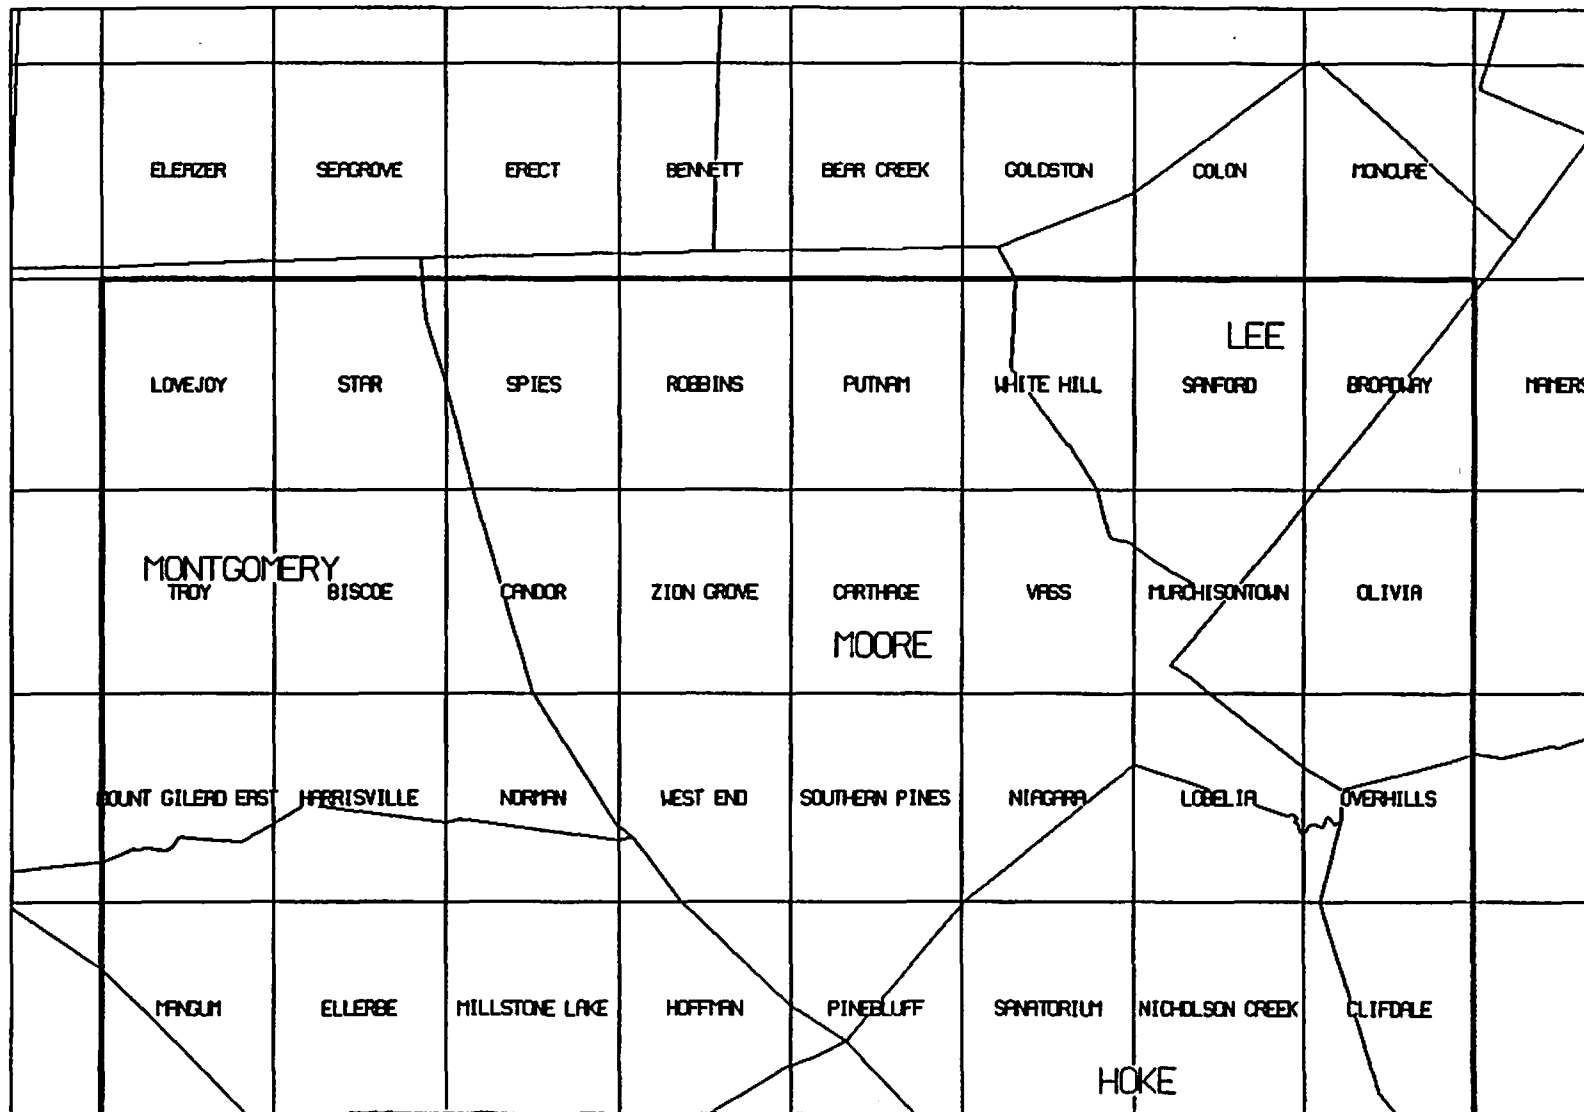 ELEAZER SEAGROVE ERECT BENNETT BEAR CREEK GOLDSTON COLON MONCURE
LEE
LOVEJOY STAR SPIES ROBBINS PUTNAM WHITE HILL SANFORD BROADWAY MAMERS
MONTGOMERY
TROY BISCOE CANDOR ZION GROVE CARTHAGE VASS MURCHISONTOWN OLIVIA
MOORE
MOUNT GILEAD EAST HARRISVILLE NORMAN WEST END SOUTHERN PINES NIAGARA LOBELIA OVERHILLS
MANGUM ELLERBE MILLSTONE LAKE HOFFMAN PINEBLUFF SANATORIUM NICHOLSON CREEK CLIFDALE
HOKE